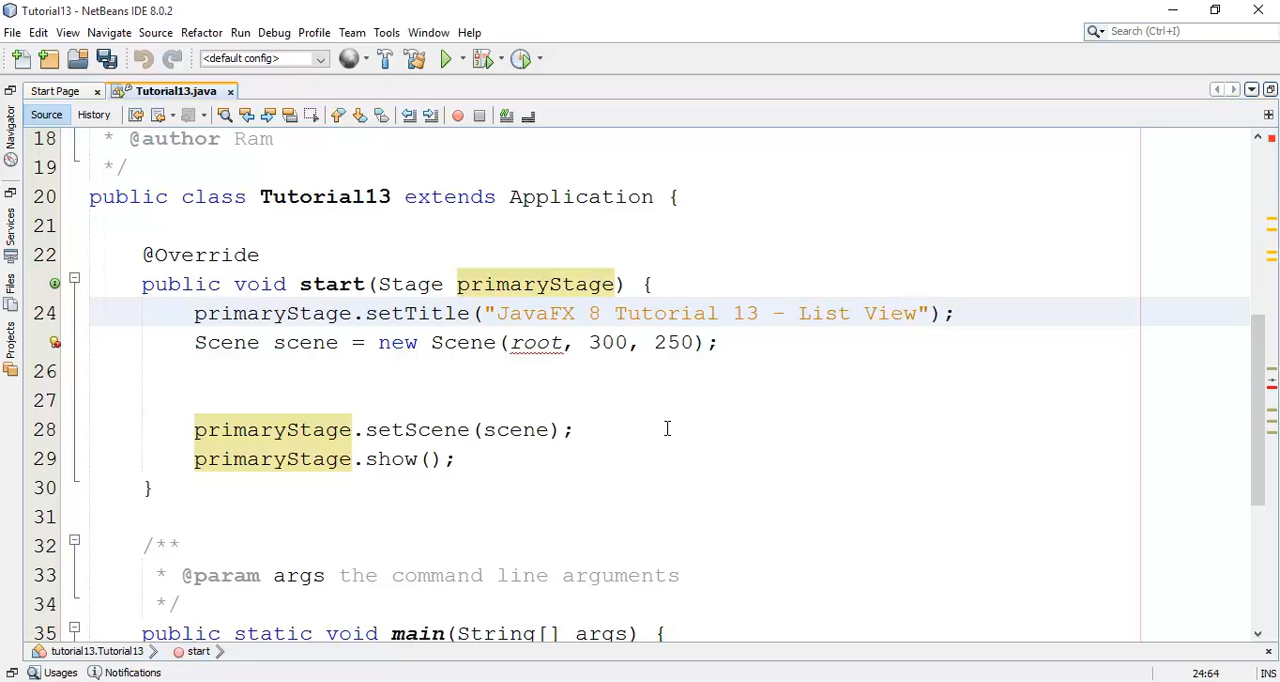 Tutorial13 - NetBeans IDE 8.0.2
File Edit View Navigate Source Refactor Run Debug Profile Team Tools Window Help
Search (Ctrl+I)
<default config>
Start Page x Tutorial13.java x
Source History
Navigator
Services
Files
Projects
18 * @author Ram
19 */
20 public class Tutorial13 extends Application {
21
22 @Override
public void start(Stage primaryStage) {
24 primaryStage.setTitle("JavaFX 8 Tutorial 13 - List View");
Scene scene = new Scene(root, 300, 250);
26
27
28 primaryStage.setScene(scene);
29 primaryStage.show();
30 }
31
32 /**
33 * @param args the command line arguments
34 */
35 public static void main(String[] args) {
tutorial13.Tutorial13 start
Usages Notifications
24:64 INS